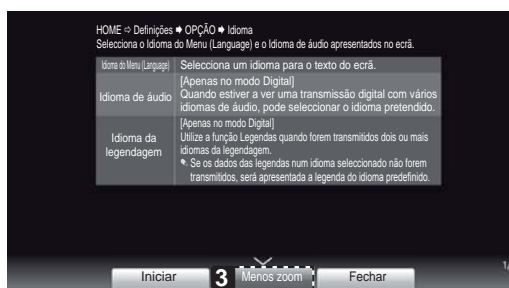 HOME ⇨ Definições ➡ OPÇÃO ➡ Idioma
Selecciona o Idioma do Menu (Language) e o Idioma de áudio apresentados no ecrã.
Idioma do Menu (Language) Selecciona um idioma para o texto do ecrã.
Idioma de áudio
[Apenas no modo Digital]
Quando estiver a ver uma transmissão digital com vários
idiomas de áudio, pode seleccionar o idioma pretendido.
Idioma da
legendagem
[Apenas no modo Digital]
Utilize a função Legendas quando forem transmitidos dois ou mais
idiomas da legendagem.
Se os dados das legendas num idioma seleccionado não forem
transmitidos, será apresentada a legenda do idioma predefinido.
Iniciar 3 Menos zoom Fechar
1/